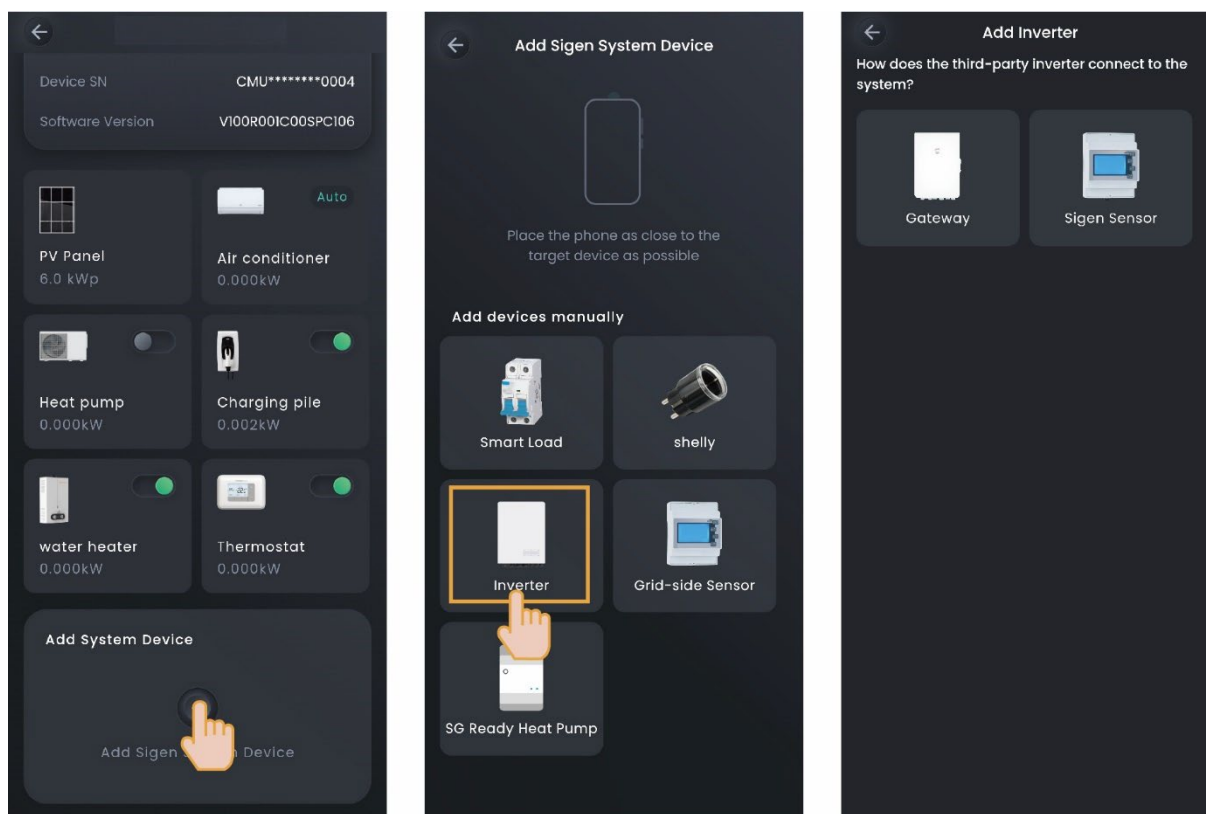 Device SN CMU********0004
Software Version V100R001C00SPC106
PV Panel
6.0 kWp
Auto
Air conditioner
0.000kW
Heat pump
0.000kW
Charging pile
0.002kW
water heater
0.000kW
Thermostat
0.000kW
Add System Device
Add Sigen Device
Add Sigen System Device
Place the phone as close to the
target device as possible
Add devices manually
Smart Load
shelly
Inverter
Grid-side Sensor
SG Ready Heat Pump
Add Inverter
How does the third-party inverter connect to the
system?
Gateway
Sigen Sensor